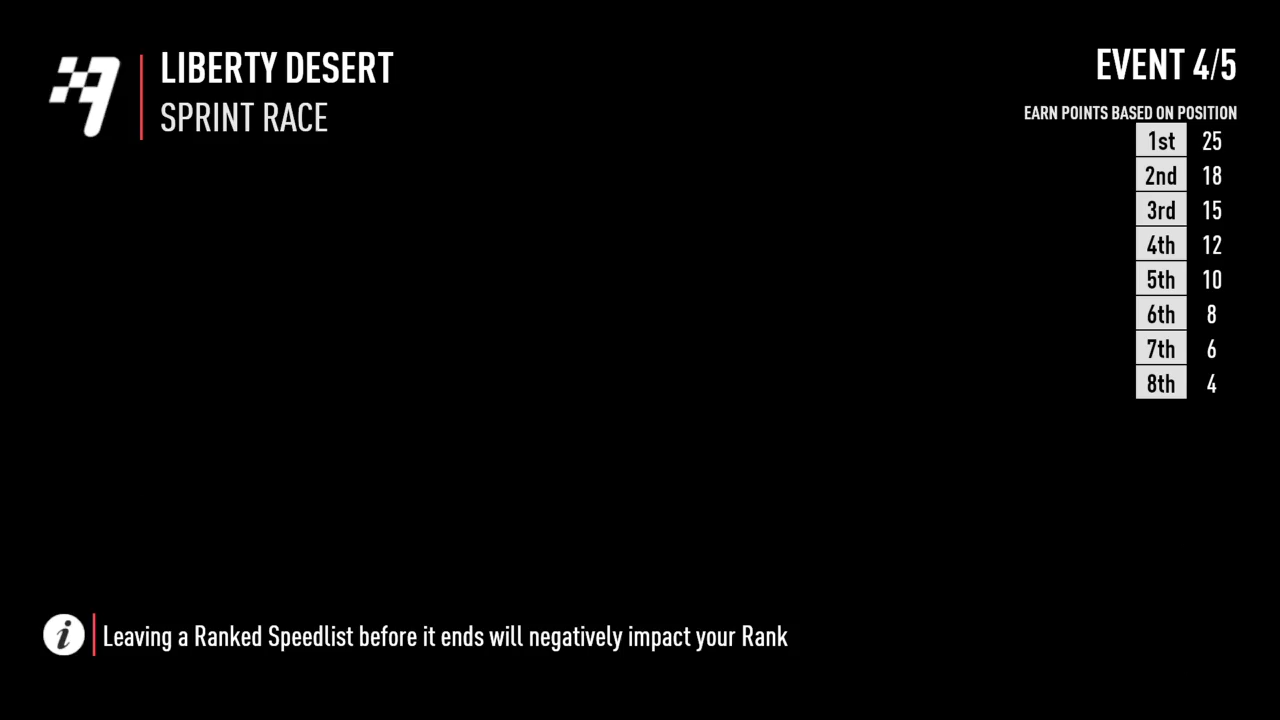 LIBERTY DESERT
SPRINT RACE
EVENT 4/5
EARN POINTS BASED ON POSITION
1st 25
2nd 18
3rd 15
4th 12
5th 10
6th 8
7th 6
8th 4
i Leaving a Ranked Speedlist before it ends will negatively impact your Rank